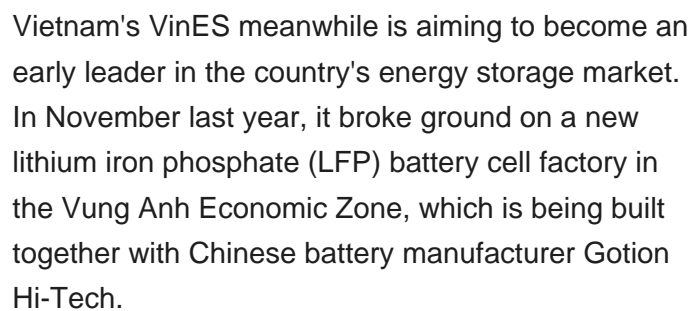 Vietnam's VinES meanwhile is aiming to become an
early leader in the country's energy storage market.
In November last year, it broke ground on a new
lithium iron phosphate (LFP) battery cell factory in
the Vung Anh Economic Zone, which is being built
together with Chinese battery manufacturer Gotion
Hi-Tech.